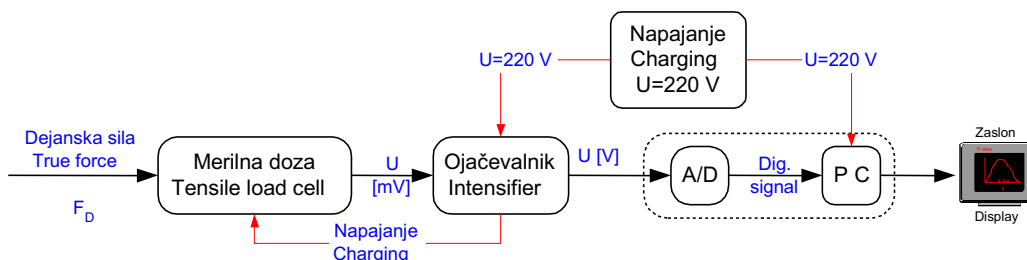 Napajanje
Charging
U=220 V
U=220 V
U=220 V
Dejanska sila
True force
F_D
Merilna doza
Tensile load cell
U
[mV]
Ojačevalnik
Intensifier
U [V]
A/D
Dig.
signal
P C
Zaslon
Display
Napajanje
Charging